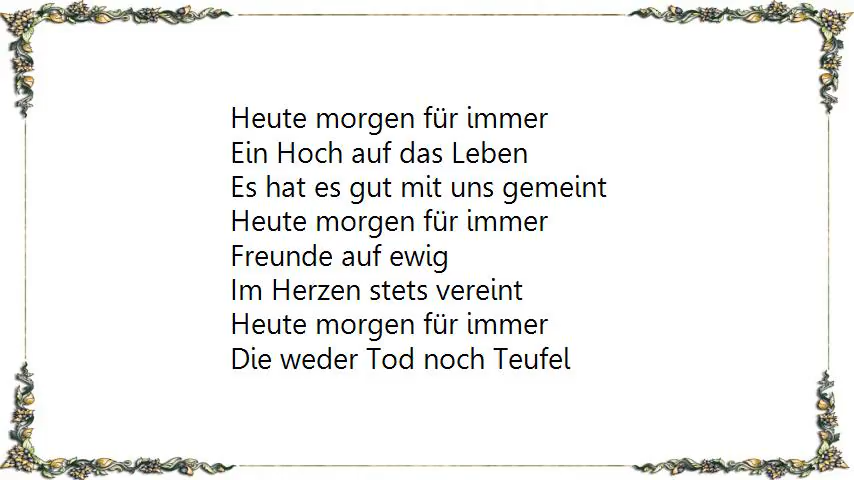 Heute morgen für immer
Ein Hoch auf das Leben
Es hat es gut mit uns gemeint
Heute morgen für immer
Freunde auf ewig
Im Herzen stets vereint
Heute morgen für immer
Die weder Tod noch Teufel